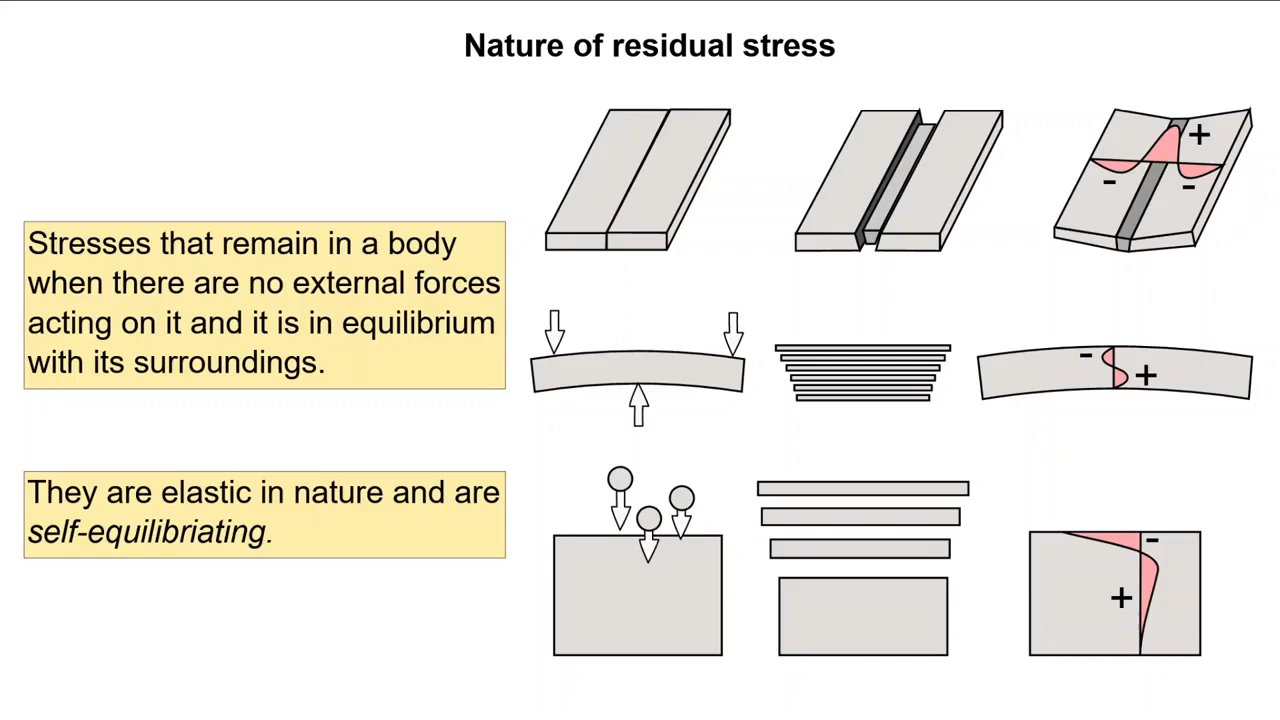 Nature of residual stress
Stresses that remain in a body
when there are no external forces
acting on it and it is in equilibrium
with its surroundings.
They are elastic in nature and are
self-equilibriating.
+
-
-
-
+
-
+